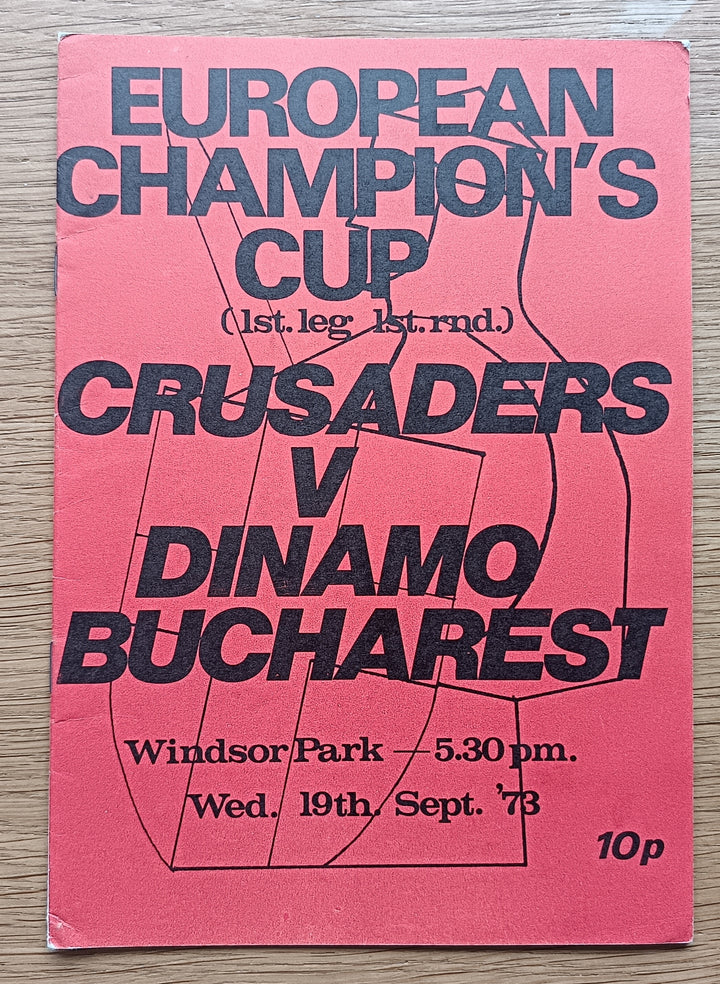 EUROPEAN
CHAMPION'S
CUP
(1st. leg 1st. rnd.)
CRUSADERS
V
DINAMO
BUCHAREST
Windsor Park — 5.30 pm.
Wed. 19th. Sept. '73
10p